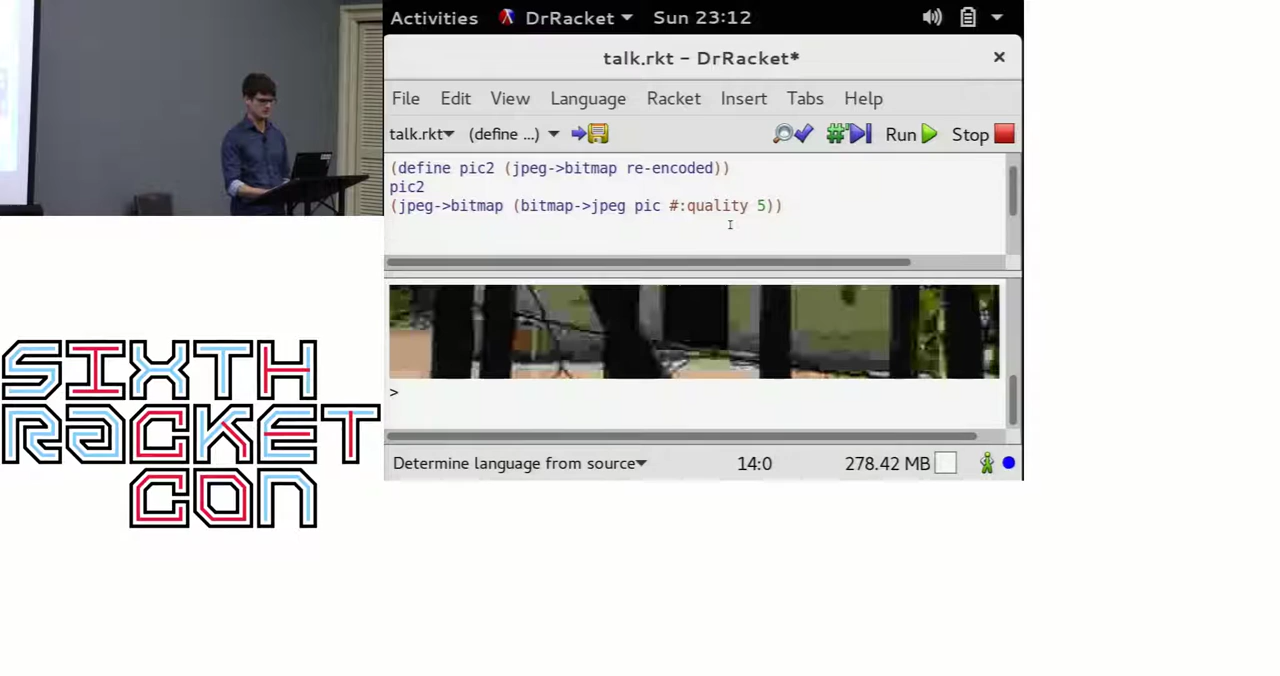 Activities DrRacket Sun 23:12
talk.rkt - DrRacket*
File Edit View Language Racket Insert Tabs Help
talk.rkt (define ...) Run Stop
(define pic2 (jpeg->bitmap re-encoded))
pic2
(jpeg->bitmap (bitmap->jpeg pic #:quality 5))
>
Determine language from source 14:0 278.42 MB
SIXTH
RacKET
CON